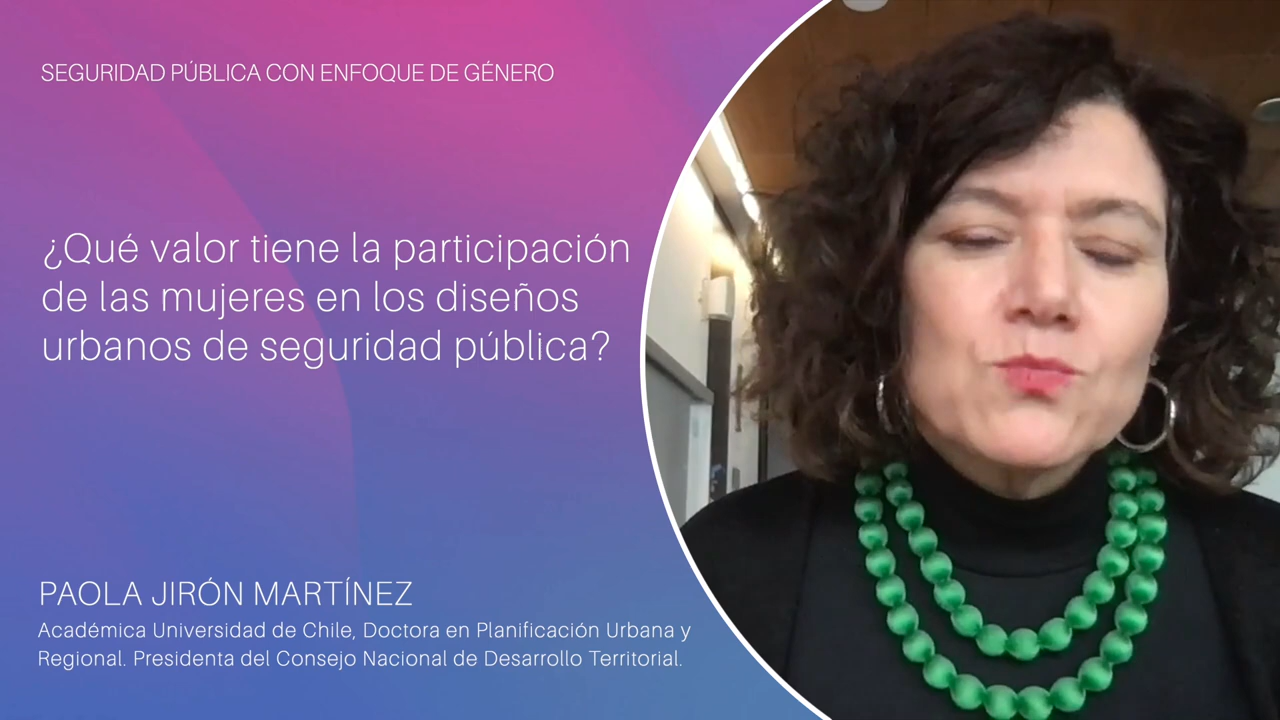 SEGURIDAD PÚBLICA CON ENFOQUE DE GÉNERO
¿Qué valor tiene la participación
de las mujeres en los diseños
urbanos de seguridad pública?
PAOLA JIRÓN MARTÍNEZ
Académica Universidad de Chile, Doctora en Planificación Urbana y
Regional. Presidenta del Consejo Nacional de Desarrollo Territorial.